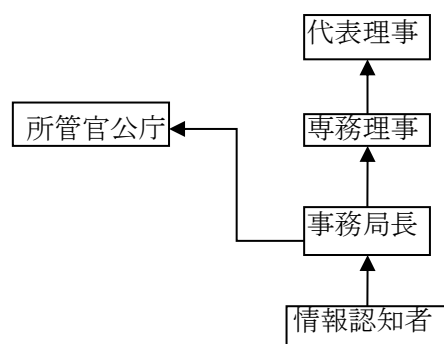 代表理事
所管官公庁
専務理事
事務局長
情報認知者